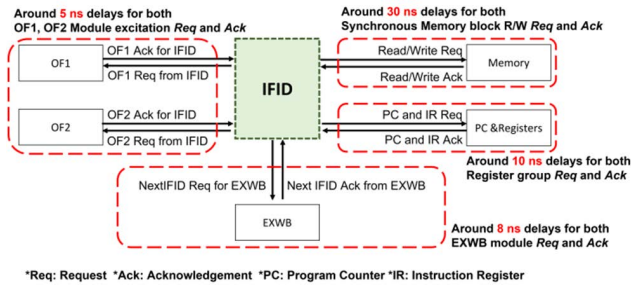 Around 5 ns delays for both
OF1, OF2 Module excitation Req and Ack
Around 30 ns delays for both
Synchronous Memory block R/W Req and Ack
OF1
OF1 Ack for IFID
OF1 Req from IFID
IFID
Read/Write Req
Read/Write Ack
Memory
OF2
OF2 Ack for IFID
OF2 Req from IFID
PC and IR Req
PC and IR Ack
PC &Registers
Around 10 ns delays for both
Register group Req and Ack
NextIFID Req for EXWB
Next IFID Ack from EXWB
EXWB
Around 8 ns delays for both
EXWB module Req and Ack
*Req: Request *Ack: Acknowledgement *PC: Program Counter *IR: Instruction Register